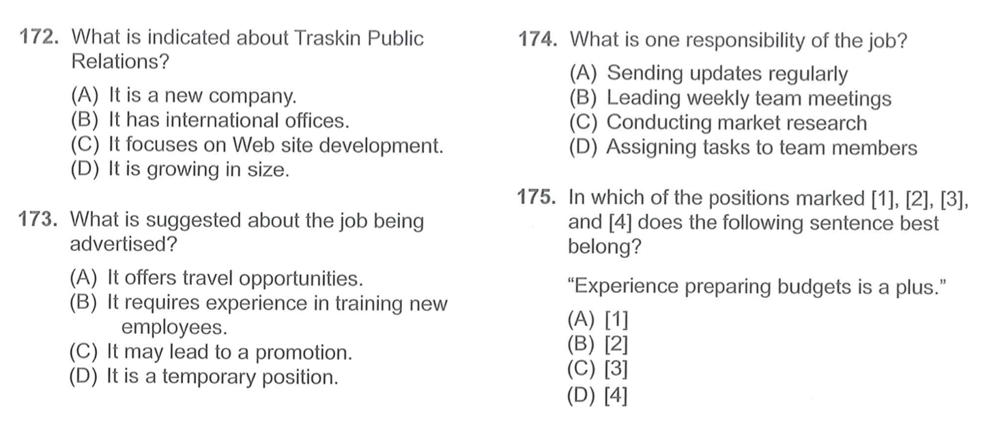 172. What is indicated about Traskin Public
Relations?
(A) It is a new company.
(B) It has international offices.
(C) It focuses on Web site development.
(D) It is growing in size.
173. What is suggested about the job being
advertised?
(A) It offers travel opportunities.
(B) It requires experience in training new
employees.
(C) It may lead to a promotion.
(D) It is a temporary position.
174. What is one responsibility of the job?
(A) Sending updates regularly
(B) Leading weekly team meetings
(C) Conducting market research
(D) Assigning tasks to team members
175. In which of the positions marked [1], [2], [3],
and [4] does the following sentence best
belong?
“Experience preparing budgets is a plus.”
(A) [1]
(B) [2]
(C) [3]
(D) [4]